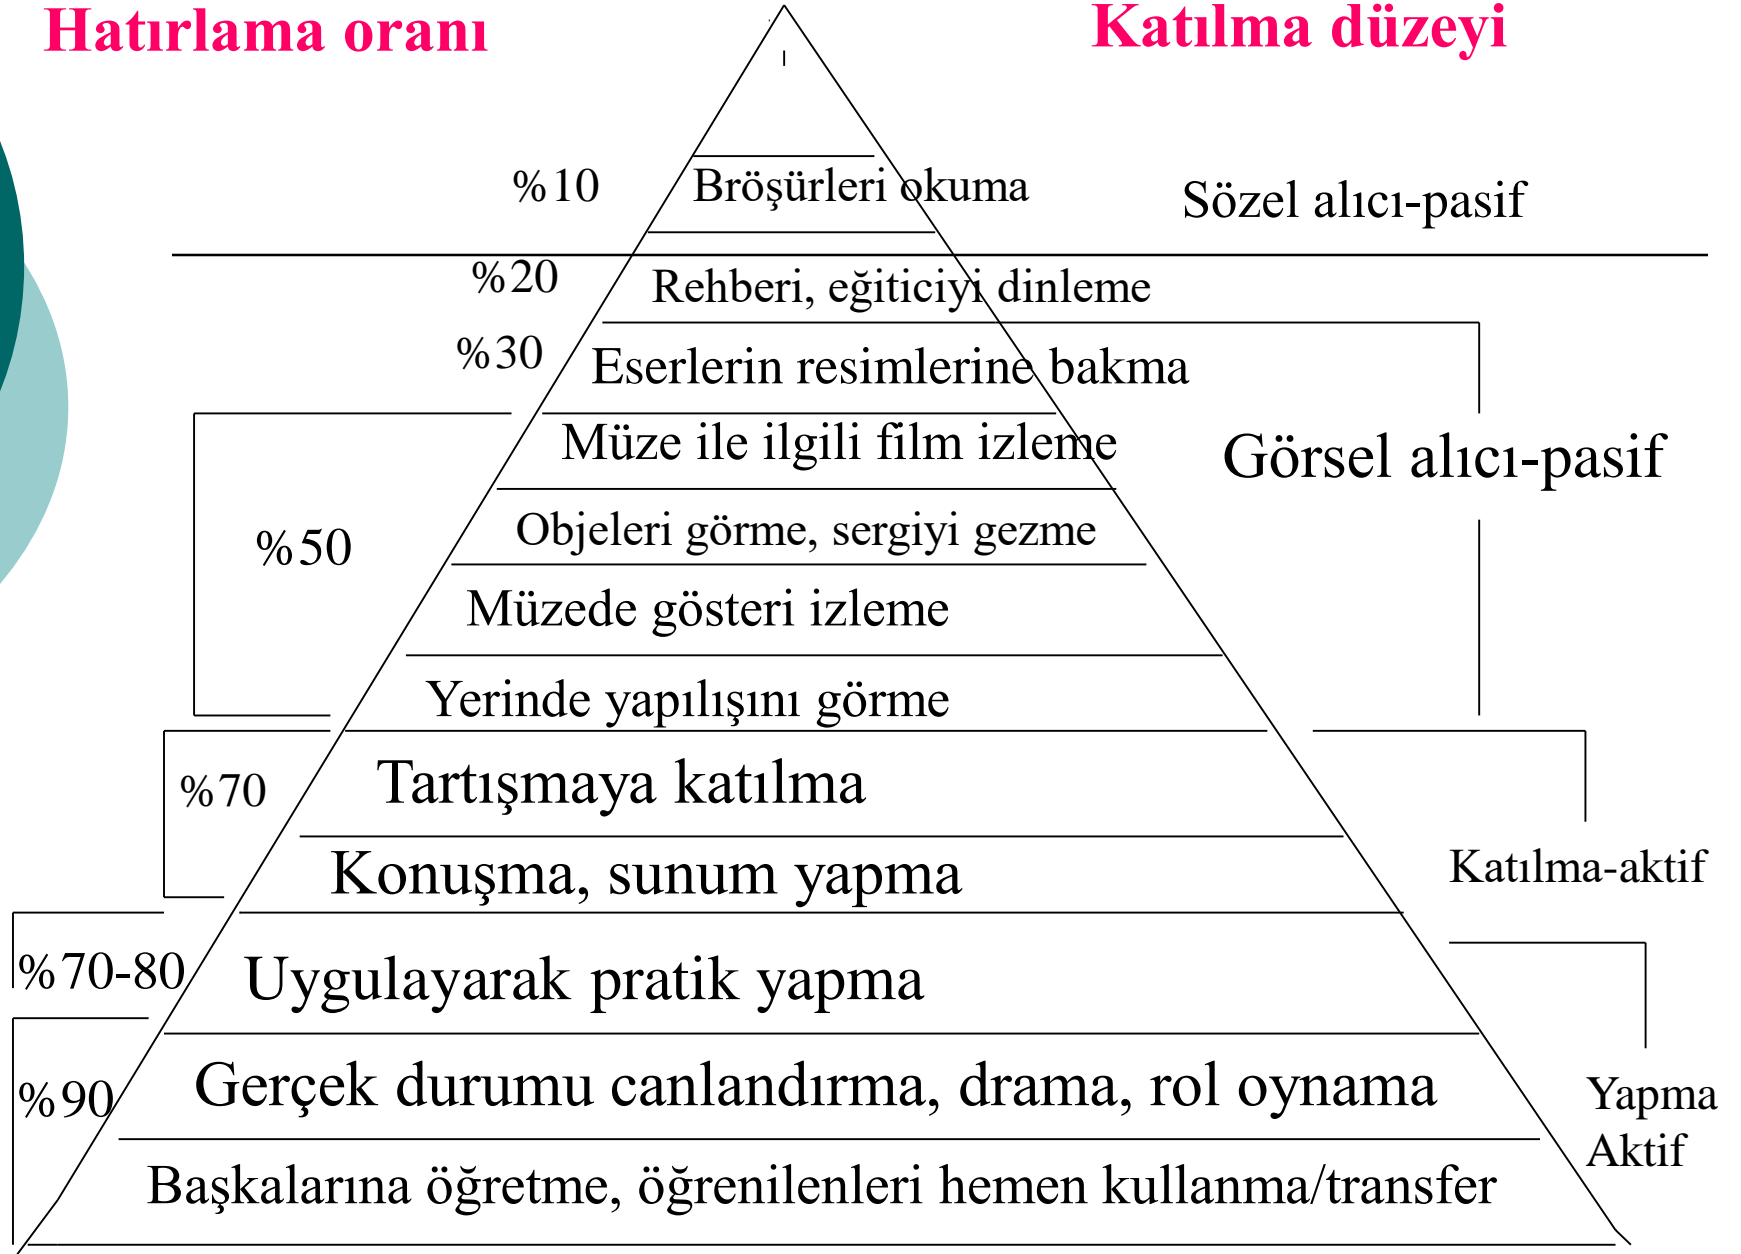 Hatırlama oranı
Katılma düzeyi
%10
Bröşürleri okuma
Sözel alıcı-pasif
%20
Rehberi, eğiticiyi dinleme
%30
Eserlerin resimlerine bakma
Müze ile ilgili film izleme
Görsel alıcı-pasif
%50
Objeleri görme, sergiyi gezme
Müzede gösteri izleme
Yerinde yapılışını görme
%70
Tartışmaya katılma
Konuşma, sunum yapma
Katılma-aktif
%70-80
Uygulayarak pratik yapma
%90
Gerçek durumu canlandırma, drama, rol oynama
Yapma
Aktif
Başkalarına öğretme, öğrenilenleri hemen kullanma/transfer